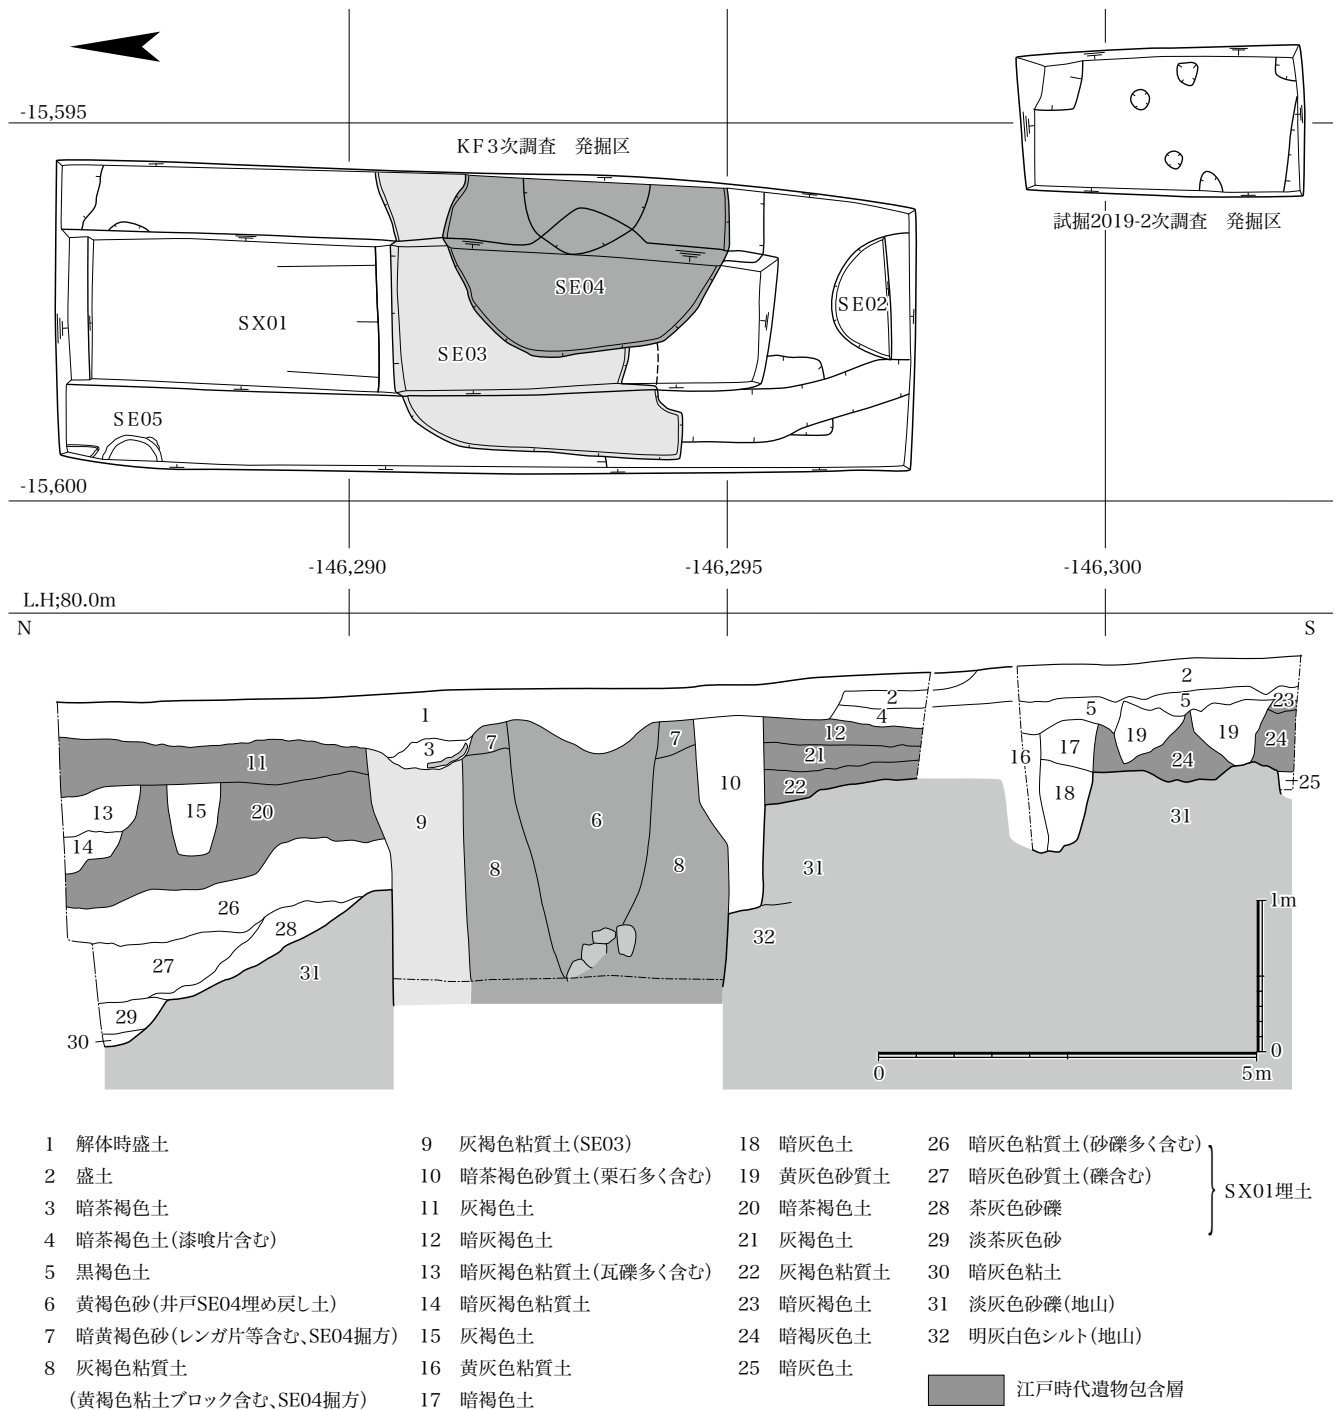 -15,595
KF3次調査　発掘区
試掘2019-2次調査　発掘区
SE04
SE02
SX01
SE03
SE05
-15,600
-146,290
-146,295
-146,300
L.H;80.0m
N
S
2
2
1
5
5
23
4
12
3
7
7
19
19
24
11
21
16
17
24
10
22
25
13
15
20
18
14
9
6
31
8
8
31
1m
26
28
32
27
31
29
30
0
0
5m
1 解体時盛土
2 盛土
3 暗茶褐色土
4 暗茶褐色土(漆喰片含む)
5 黒褐色土
6 黄褐色砂(井戸SE04埋め戻し土)
7 暗黄褐色砂(レンガ片等含む、SE04掘方)
8 灰褐色粘質土
(黄褐色粘土ブロック含む、SE04掘方)
9 灰褐色粘質土(SE03)
10 暗茶褐色砂質土(栗石多く含む)
11 灰褐色土
12 暗灰褐色土
13 暗灰褐色粘質土(瓦礫多く含む)
14 暗灰褐色粘質土
15 灰褐色土
16 黄灰色粘質土
17 暗褐色土
18 暗灰色土
19 黄灰色砂質土
20 暗茶褐色土
21 灰褐色土
22 灰褐色粘質土
23 暗灰褐色土
24 暗褐灰色土
25 暗灰色土
26 暗灰色粘質土(砂礫多く含む)
27 暗灰色砂質土(礫含む)
28 茶灰色砂礫
29 淡茶灰色砂
SX01埋土
30 暗灰色粘土
31 淡灰色砂礫(地山)
32 明灰白色シルト(地山)
江戸時代遺物包含層